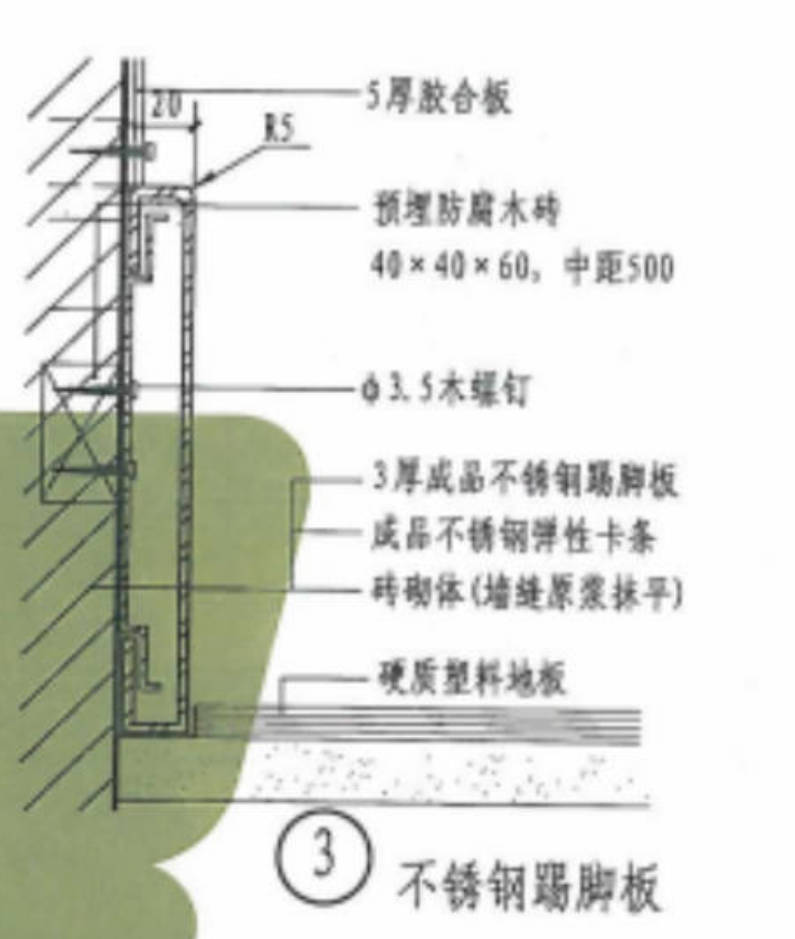 5厚胶合板
20
R5
预埋防腐木砖
40×40×60, 中距500
ф3.5木螺钉
3厚成品不锈钢踢脚板
成品不锈钢弹性卡条
砖砌体(墙缝原浆抹平)
硬质塑料地板
3
不锈钢踢脚板